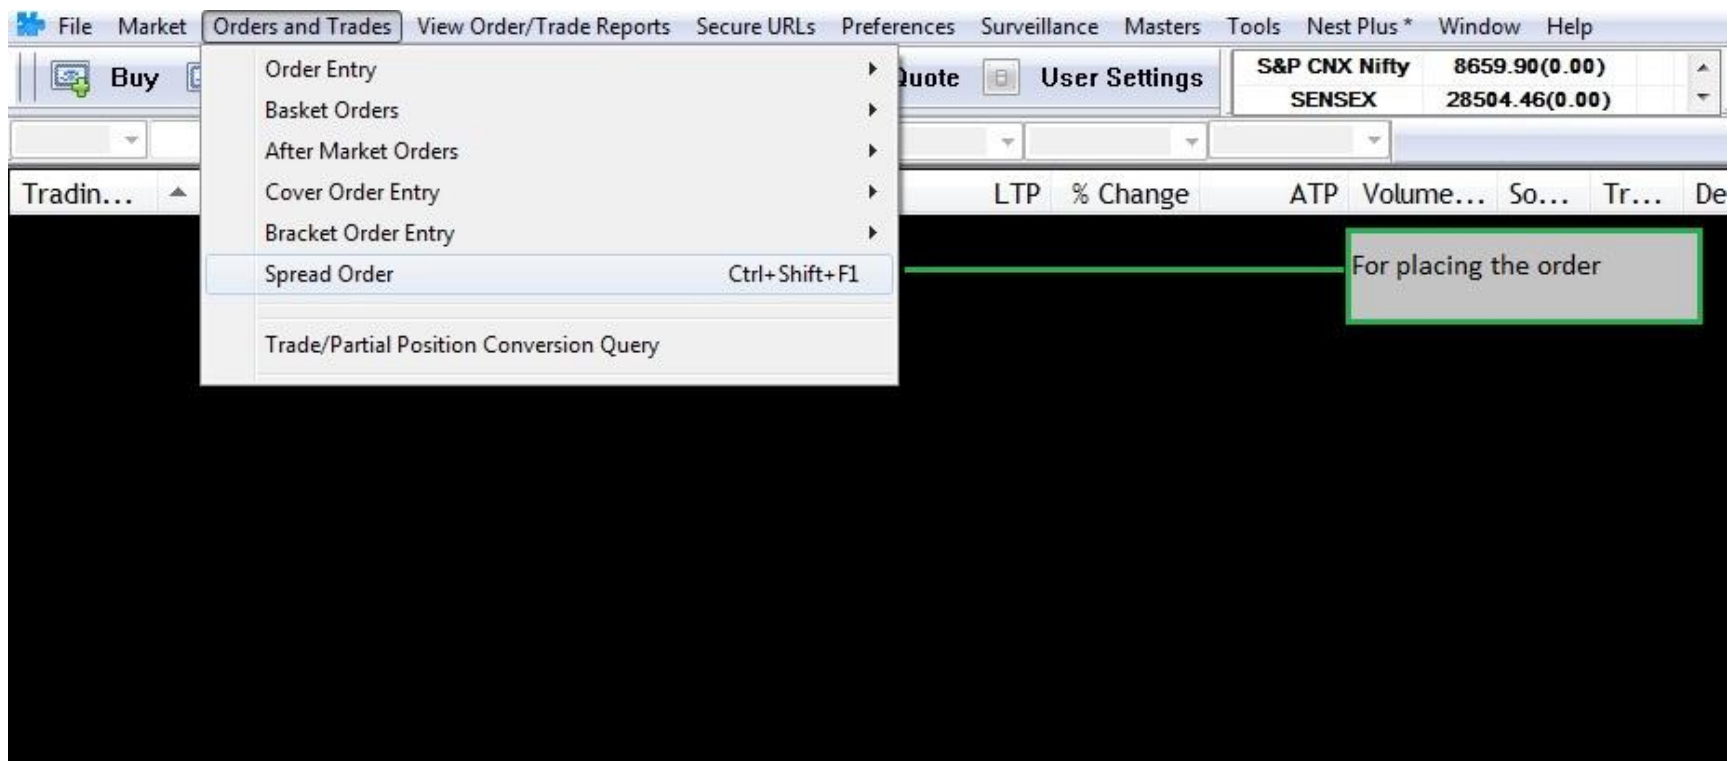 File Market Orders and Trades View Order/Trade Reports Secure URLs Preferences Surveillance Masters Tools Nest Plus * Window Help
Buy Quote User Settings
S&P CNX Nifty 8659.90(0.00)
SENSEX 28504.46(0.00)
Order Entry
Basket Orders
After Market Orders
Cover Order Entry
Bracket Order Entry
Spread Order Ctrl+Shift+F1
Trade/Partial Position Conversion Query
Tradin... LTP % Change ATP Volume... So... Tr... De
For placing the order